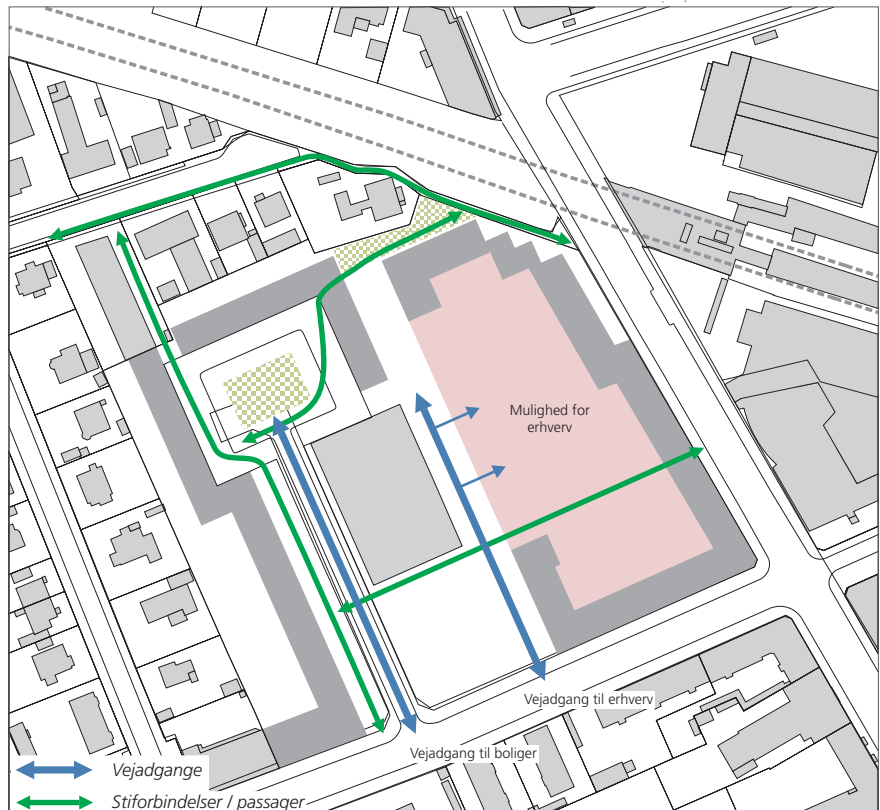 Mulighed for
erhverv
Vejadgang til erhverv
Vejadgang til boliger
Vejadgange
Stiforbindelser / passager